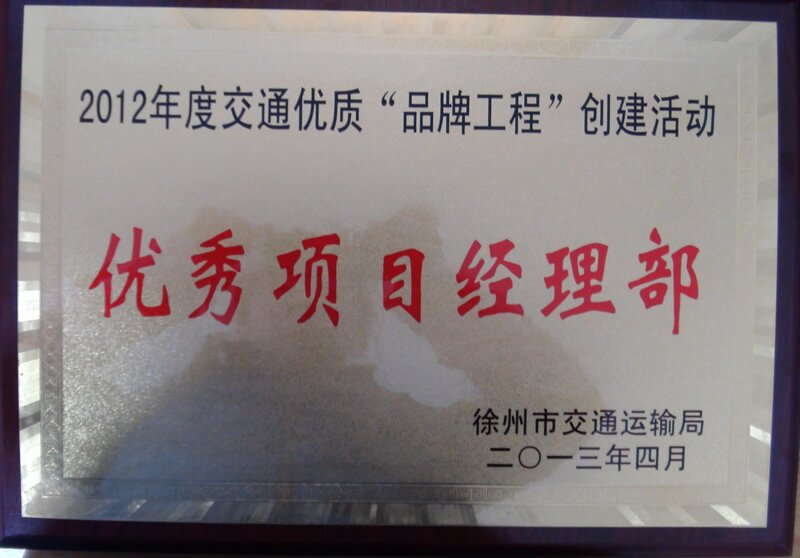 2012年度交通优质“品牌工程”创建活动
优秀项目经理部
徐州市交通运输局
二〇一三年四月